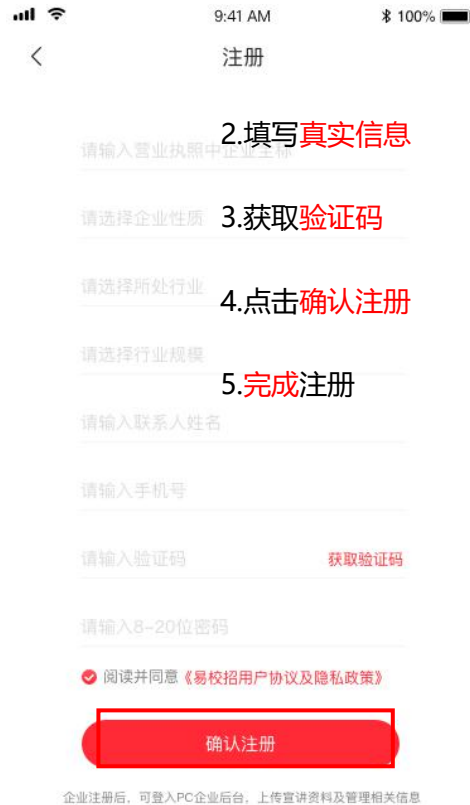 9:41 AM
100%
注册
2.填写真实信息
请输入营业执照中企业全称
3.获取验证码
请选择企业性质
请选择所处行业
4.点击确认注册
请选择行业规模
5.完成注册
请输入联系人姓名
请输入手机号
请输入验证码 获取验证码
请输入8-20位密码
阅读并同意《易校招用户协议及隐私政策》
确认注册
企业注册后，可登入PC企业后台，上传宣讲资料及管理相关信息